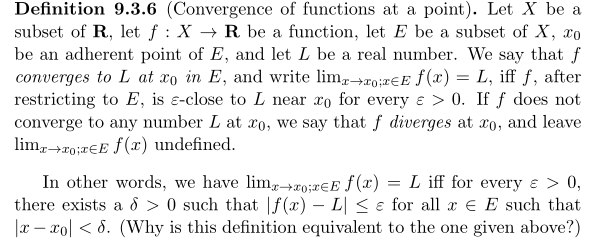 Definition 9.3.6 (Convergence of functions at a point). Let X be a
subset of R, let f : X → R be a function, let E be a subset of X, x₀
be an adherent point of E, and let L be a real number. We say that f
converges to L at x₀ in E, and write lim_{x→x₀;x∈E} f(x) = L, iff f, after
restricting to E, is ε-close to L near x₀ for every ε > 0. If f does not
converge to any number L at x₀, we say that f diverges at x₀, and leave
lim_{x→x₀;x∈E} f(x) undefined.
In other words, we have lim_{x→x₀;x∈E} f(x) = L iff for every ε > 0,
there exists a δ > 0 such that |f(x) − L| ≤ ε for all x ∈ E such that
|x − x₀| < δ. (Why is this definition equivalent to the one given above?)